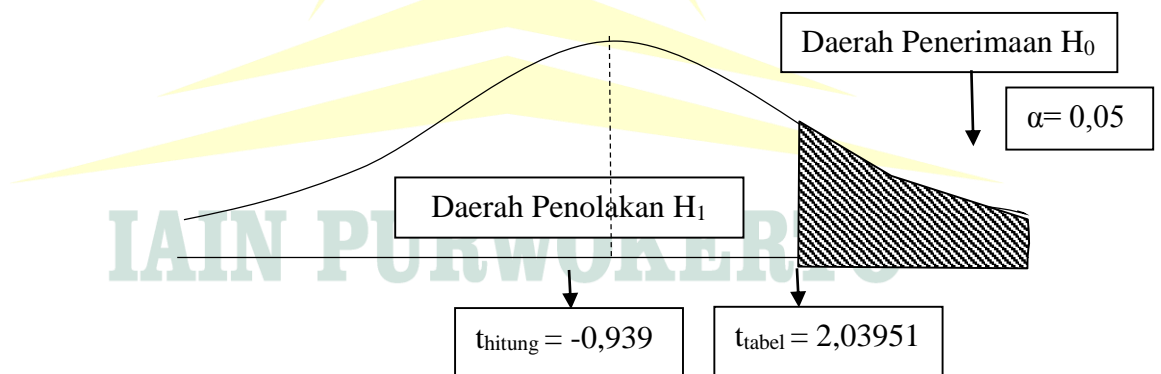 Daerah Penerimaan H₀
α= 0,05
Daerah Penolakan H₁
IAIN PURWOKERTO
tₕᵢₜᵤₙg = -0,939
tₜₐbₑₗ = 2,03951